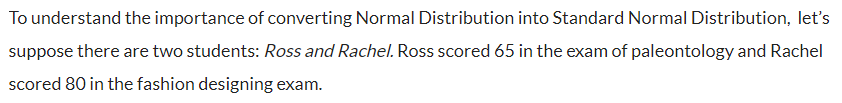 To understand the importance of converting Normal Distribution into Standard Normal Distribution,  let’s
suppose there are two students: Ross and Rachel. Ross scored 65 in the exam of paleontology and Rachel
scored 80 in the fashion designing exam.